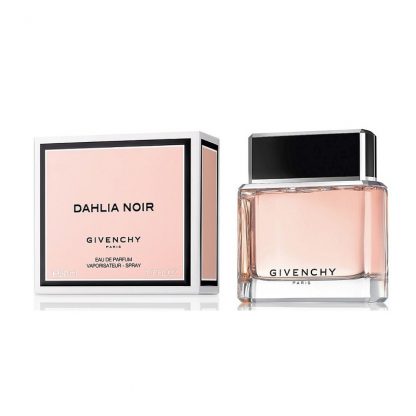 DAHLIA NOIR
GIVENCHY
PARIS
EAU DE PARFUM
VAPORISATEUR - SPRAY
GIVENCHY
PARIS